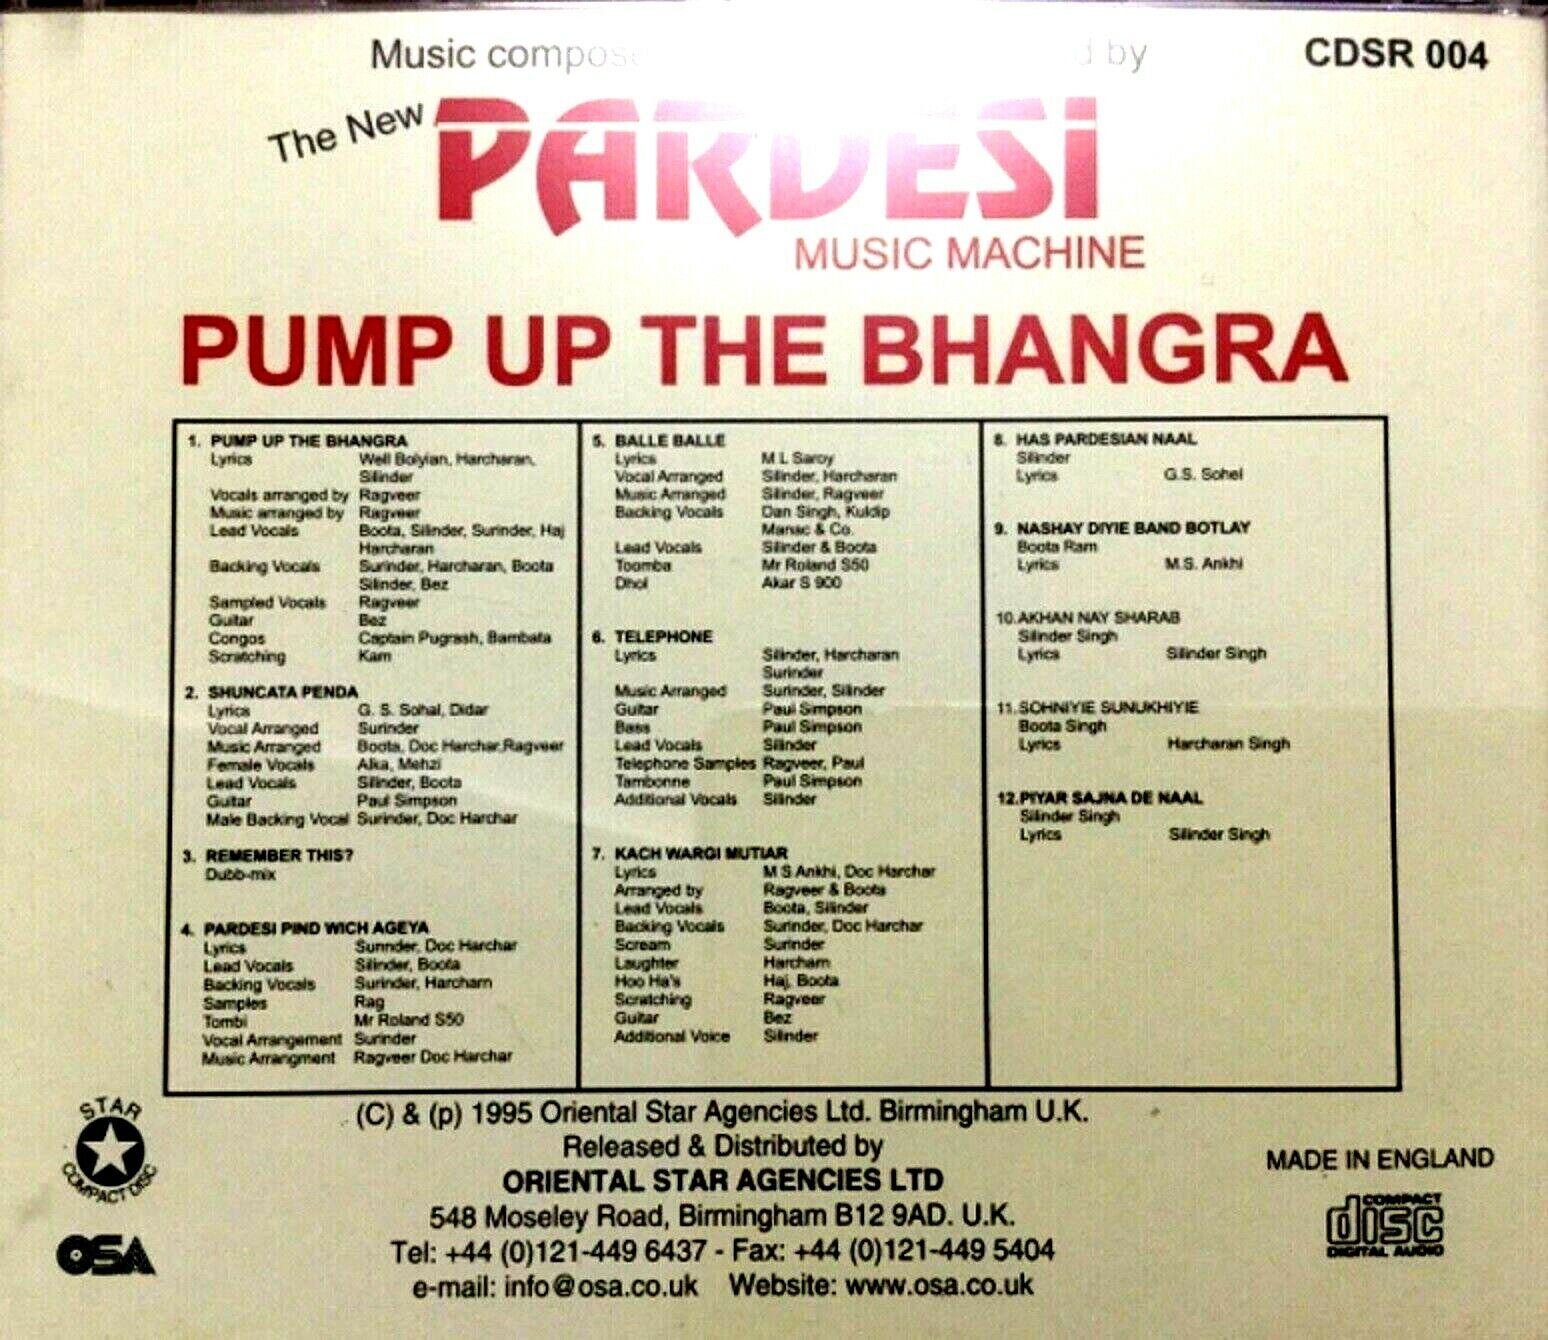 Music compos d by
CDSR 004
The New PARDESi
MUSIC MACHINE
PUMP UP THE BHANGRA
1. PUMP UP THE BHANGRA
Lyrics Well Bolyian, Harcharan,
Silinder
Vocals arranged by Ragveer
Music arranged by Ragveer
Lead Vocals Boota, Silinder, Surinder, Haj
Harcharan
Backing Vocals Surinder, Harcharan, Boota
Silinder, Bez
Sampled Vocals Ragveer
Guitar Bez
Congos Captain Pugrash, Bambata
Scratching Kam
2. SHUNCATA PENDA
Lyrics G. S. Sohal, Didar
Vocal Arranged Surinder
Music Arranged Boota, Doc Harchar,Ragveer
Female Vocals Alka, Mehzi
Lead Vocals Silinder, Boota
Guitar Paul Simpson
Male Backing Vocal Surinder, Doc Harchar
3. REMEMBER THIS?
Dubb-mix
4. PARDESI PIND WICH AGEYA
Lyrics Surinder, Doc Harchar
Lead Vocals Silinder, Boota
Backing Vocals Surinder, Harcharn
Samples Rag
Tombi Mr Roland S50
Vocal Arrangement Surinder
Music Arrangment Ragveer Doc Harchar
5. BALLE BALLE
Lyrics M L Saroy
Vocal Arranged Silinder, Harcharan
Music Arranged Silinder, Ragveer
Backing Vocals Dan Singh, Kuldip
Manac & Co.
Lead Vocals Silinder & Boota
Toomba Mr Roland S50
Dhol Akar S 900
6. TELEPHONE
Lyrics Silinder, Harcharan
Surinder
Music Arranged Surinder, Silinder
Guitar Paul Simpson
Bass Paul Simpson
Lead Vocals Silinder
Telephone Samples Ragveer, Paul
Tambonne Paul Simpson
Additional Vocals Silinder
7. KACH WARGI MUTIAR
Lyrics M S Ankhi, Doc Harchar
Arranged by Ragveer & Boota
Lead Vocals Boota, Silinder
Backing Vocals Surinder, Doc Harchar
Scream Surinder
Laughter Harcharn
Hoo Ha's Haj, Boota
Scratching Ragveer
Guitar Bez
Additional Voice Silinder
8. HAS PARDESIAN NAAL
Silinder
Lyrics G.S. Sohel
9. NASHAY DIYIE BAND BOTLAY
Boota Ram
Lyrics M.S. Ankhi
10.AKHAN NAY SHARAB
Silinder Singh
Lyrics Silinder Singh
11.SOHNIYIE SUNUKHIYIE
Boota Singh
Lyrics Harcharan Singh
12.PIYAR SAJNA DE NAAL
Silinder Singh
Lyrics Silinder Singh
STAR
COMPACT DISC
OSA
(C) & (p) 1995 Oriental Star Agencies Ltd. Birmingham U.K.
Released & Distributed by
ORIENTAL STAR AGENCIES LTD
548 Moseley Road, Birmingham B12 9AD. U.K.
Tel: +44 (0)121-449 6437 - Fax: +44 (0)121-449 5404
e-mail: info@osa.co.uk Website: www.osa.co.uk
MADE IN ENGLAND
COMPACT
disc
DIGITAL AUDIO